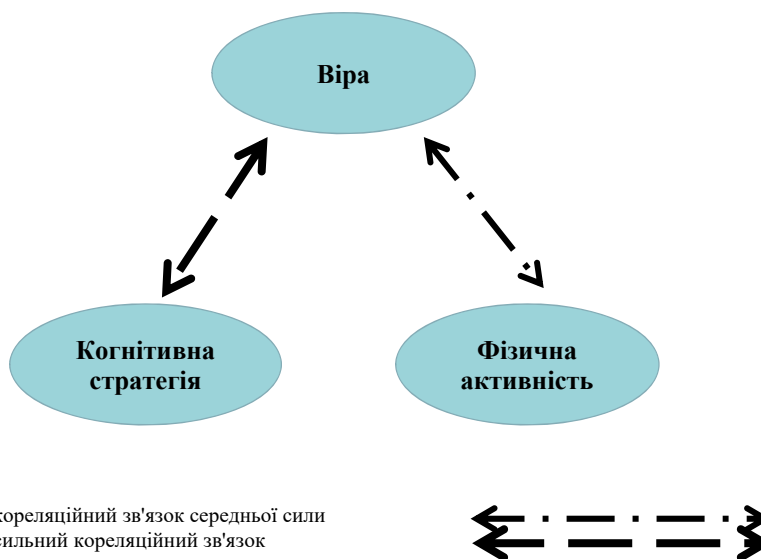 Віра
Когнітивна
стратегія
Фізична
активність
кореляційний зв'язок середньої сили
сильний кореляційний зв'язок